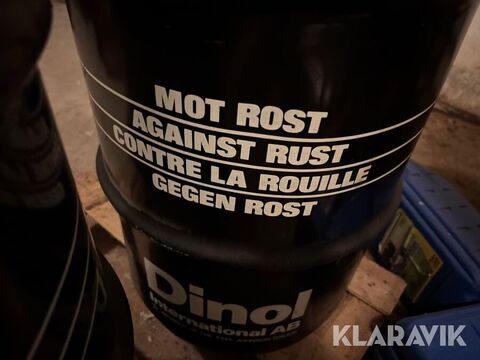 MOT ROST
AGAINST RUST
CONTRE LA ROUILLE
GEGEN ROST
Dinol
International AB
KLARAVIK